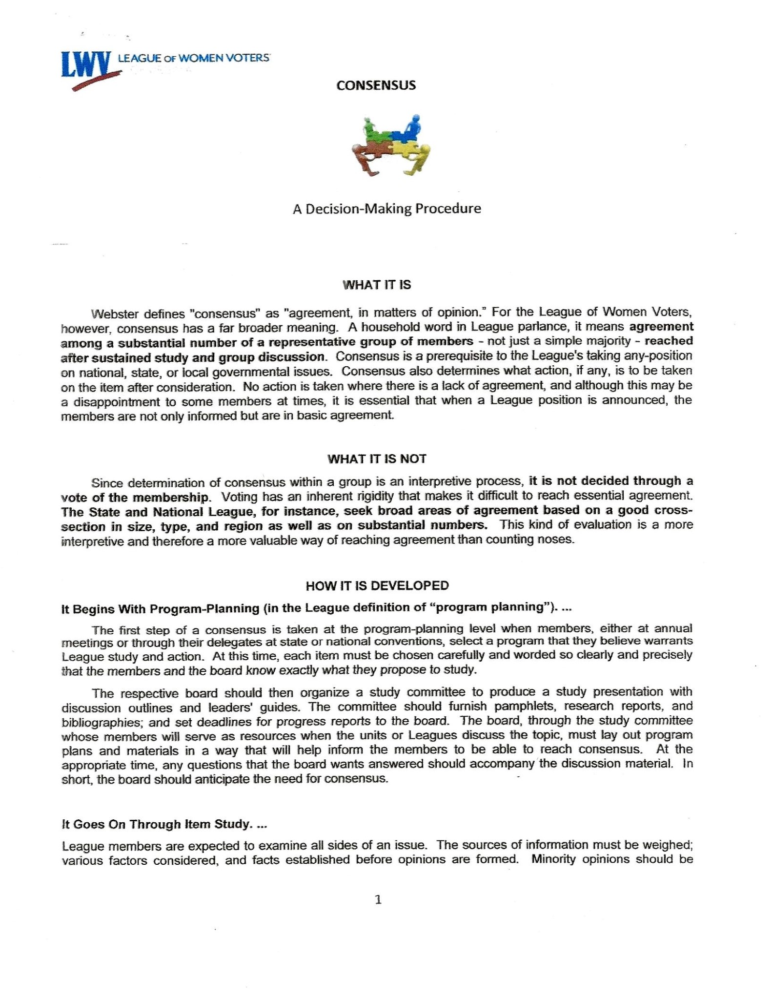 LWV LEAGUE OF WOMEN VOTERS
CONSENSUS
A Decision-Making Procedure
WHAT IT IS
Webster defines "consensus" as "agreement, in matters of opinion." For the League of Women Voters,
however, consensus has a far broader meaning. A household word in League parlance, it means agreement
among a substantial number of a representative group of members - not just a simple majority - reached
after sustained study and group discussion. Consensus is a prerequisite to the League's taking any-position
on national, state, or local governmental issues. Consensus also determines what action, if any, is to be taken
on the item after consideration. No action is taken where there is a lack of agreement, and although this may be
a disappointment to some members at times, it is essential that when a League position is announced, the
members are not only informed but are in basic agreement.
WHAT IT IS NOT
Since determination of consensus within a group is an interpretive process, it is not decided through a
vote of the membership. Voting has an inherent rigidity that makes it difficult to reach essential agreement.
The State and National League, for instance, seek broad areas of agreement based on a good cross-
section in size, type, and region as well as on substantial numbers. This kind of evaluation is a more
interpretive and therefore a more valuable way of reaching agreement than counting noses.
HOW IT IS DEVELOPED
It Begins With Program-Planning (in the League definition of “program planning”). ...
The first step of a consensus is taken at the program-planning level when members, either at annual
meetings or through their delegates at state or national conventions, select a program that they believe warrants
League study and action. At this time, each item must be chosen carefully and worded so clearly and precisely
that the members and the board know exactly what they propose to study.
The respective board should then organize a study committee to produce a study presentation with
discussion outlines and leaders' guides. The committee should furnish pamphlets, research reports, and
bibliographies; and set deadlines for progress reports to the board. The board, through the study committee
whose members will serve as resources when the units or Leagues discuss the topic, must lay out program
plans and materials in a way that will help inform the members to be able to reach consensus. At the
appropriate time, any questions that the board wants answered should accompany the discussion material. In
short, the board should anticipate the need for consensus.
It Goes On Through Item Study. ...
League members are expected to examine all sides of an issue. The sources of information must be weighed;
various factors considered, and facts established before opinions are formed. Minority opinions should be
1